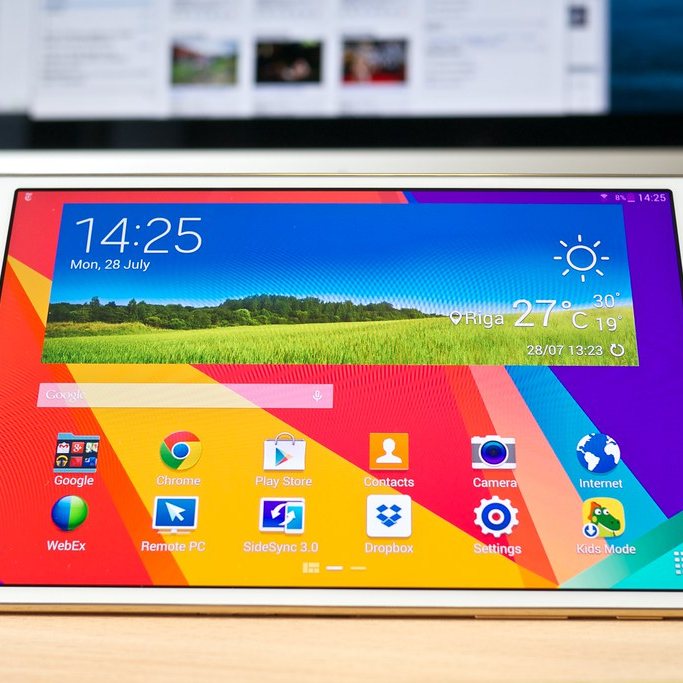 8% 14:25
14:25
Mon, 28 July
Riga 27°C 30° 19°
28/07 13:23
Google
Google Chrome Play Store Contacts Camera Internet
WebEx Remote PC SideSync 3.0 Dropbox Settings Kids Mode